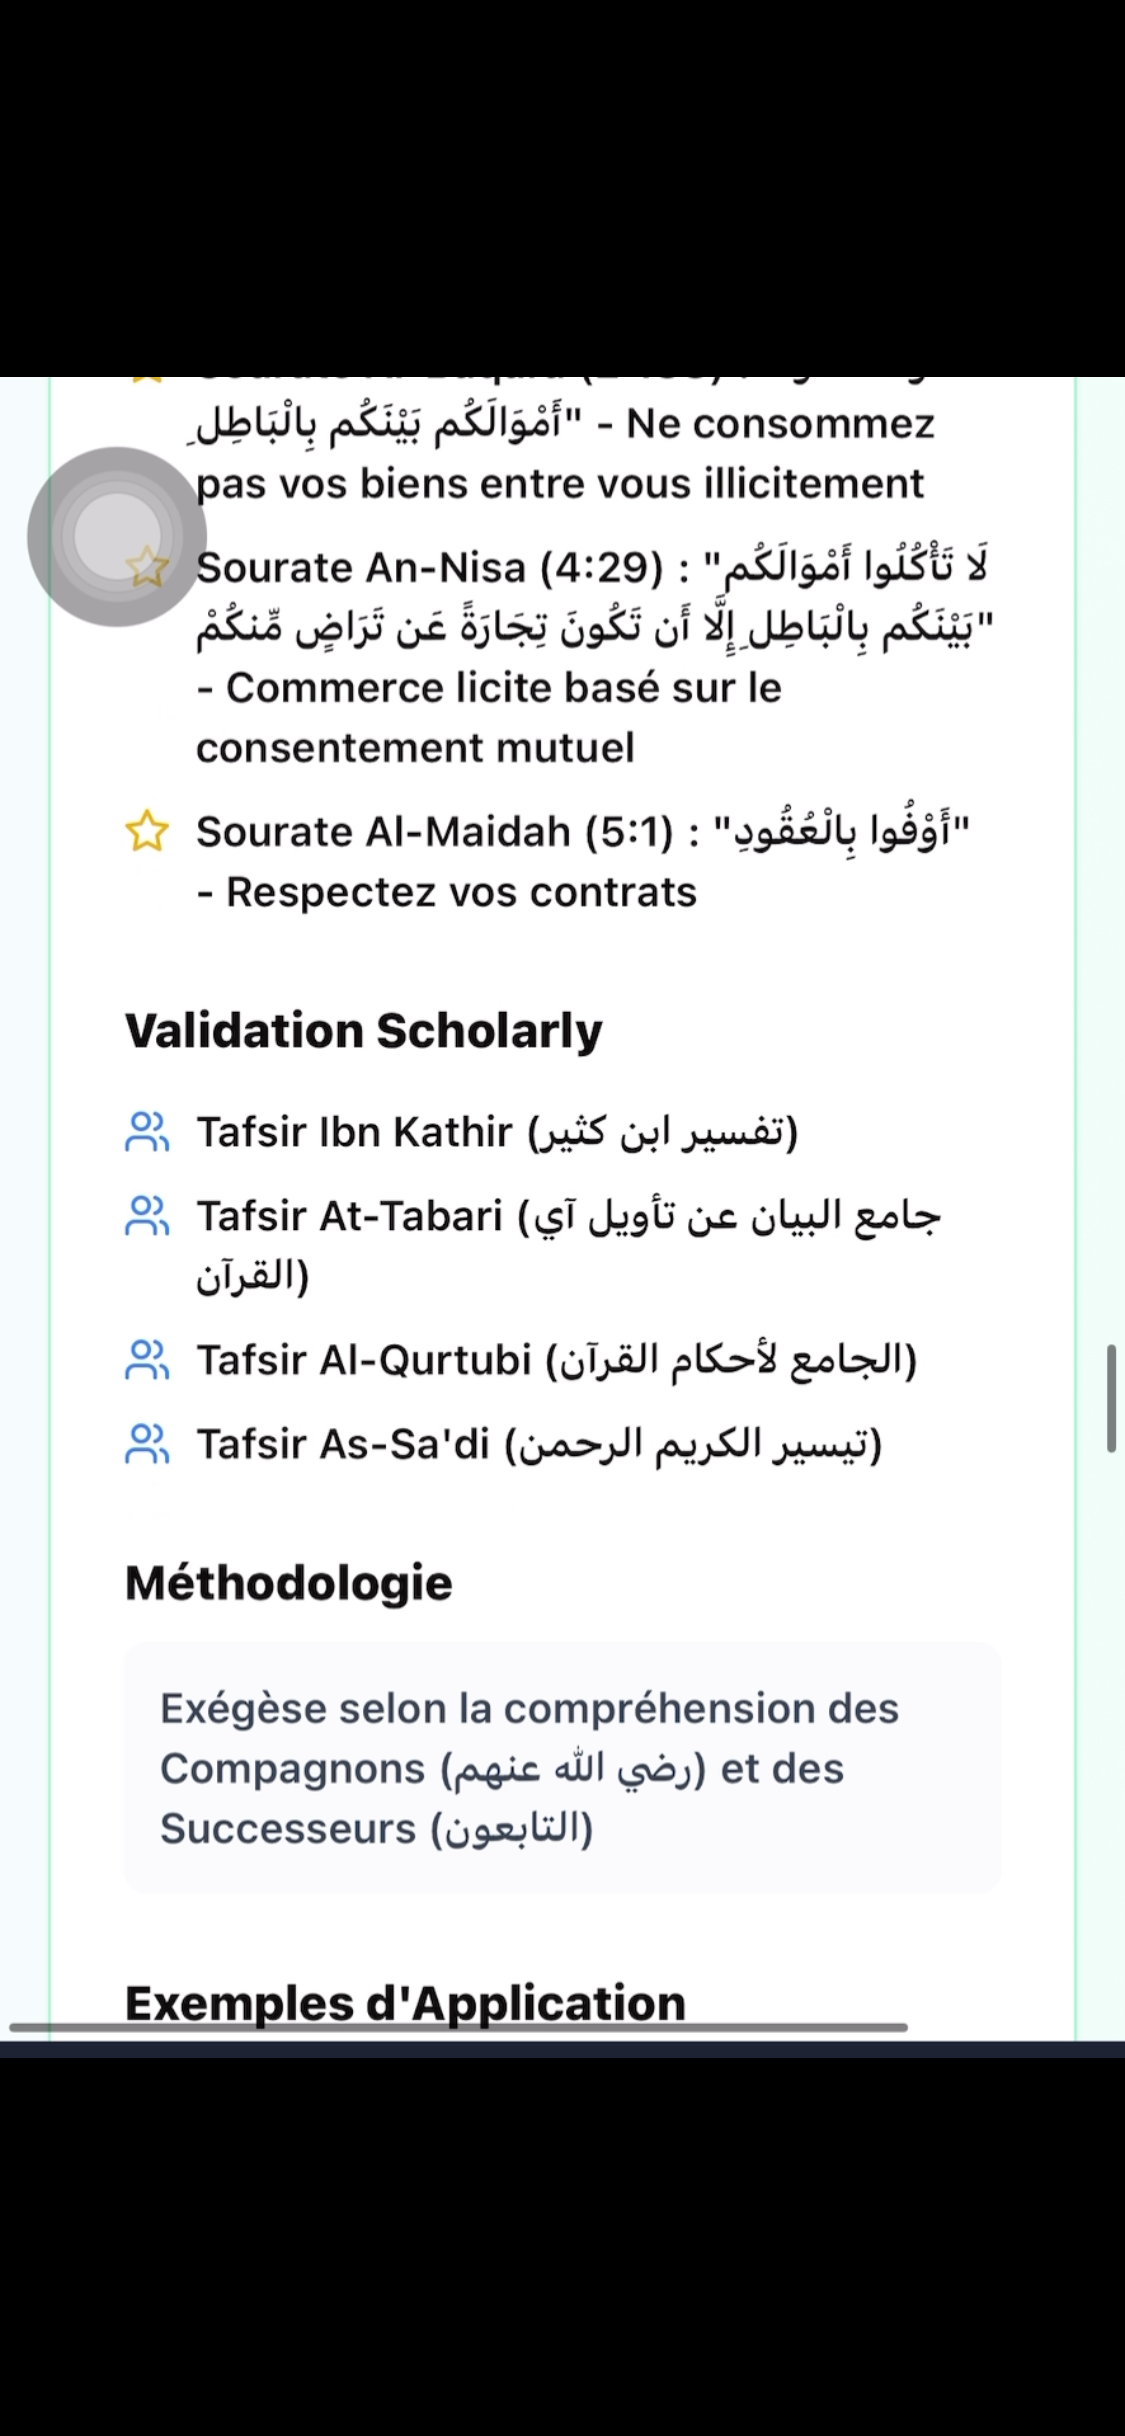 أَمْوَالَكُم بَيْنَكُم بِالْبَاطِلِ" - Ne consommez
pas vos biens entre vous illicitement
Sourate An-Nisa (4:29) : "لَا تَأْكُلُوا أَمْوَالَكُم
بَيْنَكُم بِالْبَاطِلِ إِلَّا أَن تَكُونَ تِجَارَةً عَن تَرَاضٍ مِّنكُمْ"
- Commerce licite basé sur le
consentement mutuel
Sourate Al-Maidah (5:1) : "أَوْفُوا بِالْعُقُودِ"
- Respectez vos contrats
Validation Scholarly
Tafsir Ibn Kathir (تفسير ابن كثير)
Tafsir At-Tabari (جامع البيان عن تأويل آي
القرآن)
Tafsir Al-Qurtubi (الجامع لأحكام القرآن)
Tafsir As-Sa'di (تيسير الكريم الرحمن)
Méthodologie
Exégèse selon la compréhension des
Compagnons (رضي الله عنهم) et des
Successeurs (التابعون)
Exemples d'Application